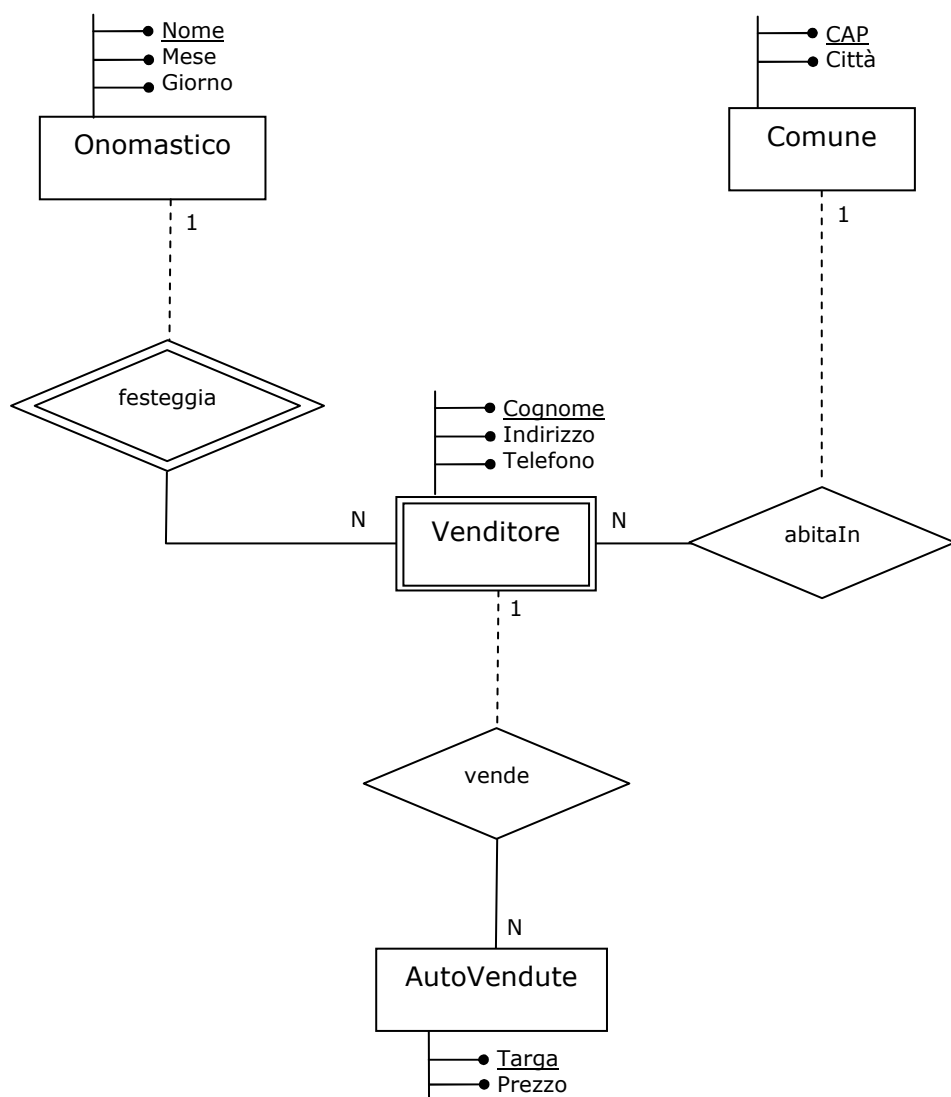 Nome
Mese
Giorno
Onomastico
1
CAP
Città
Comune
1
festeggia
N
Cognome
Indirizzo
Telefono
Venditore
1
N
abitaIn
vende
N
AutoVendute
Targa
Prezzo